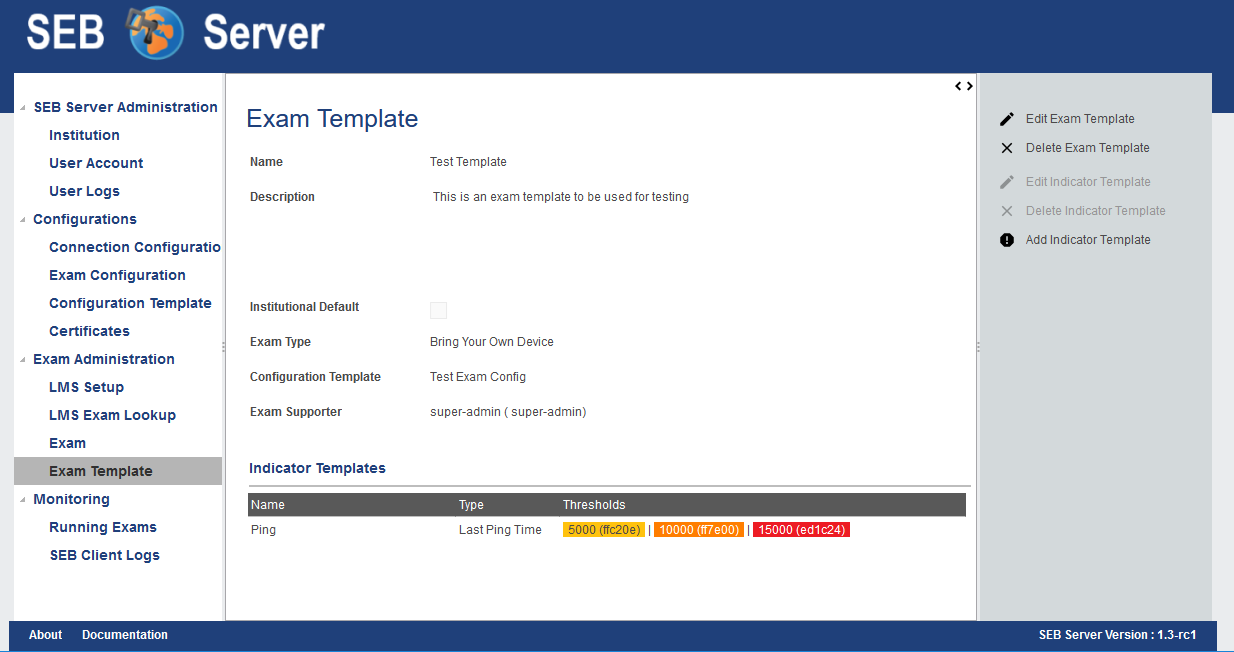 SEB Server
SEB Server Administration
Institution
User Account
User Logs
Configurations
Connection Configuratio
Exam Configuration
Configuration Template
Certificates
Exam Administration
LMS Setup
LMS Exam Lookup
Exam
Exam Template
Monitoring
Running Exams
SEB Client Logs
Exam Template
Name Test Template
Description This is an exam template to be used for testing
Institutional Default
Exam Type Bring Your Own Device
Configuration Template Test Exam Config
Exam Supporter super-admin ( super-admin)
Indicator Templates
Name Type Thresholds
Ping Last Ping Time 5000 (ffc20e) | 10000 (ff7e00) | 15000 (ed1c24)
Edit Exam Template
Delete Exam Template
Edit Indicator Template
Delete Indicator Template
Add Indicator Template
About Documentation SEB Server Version : 1.3-rc1